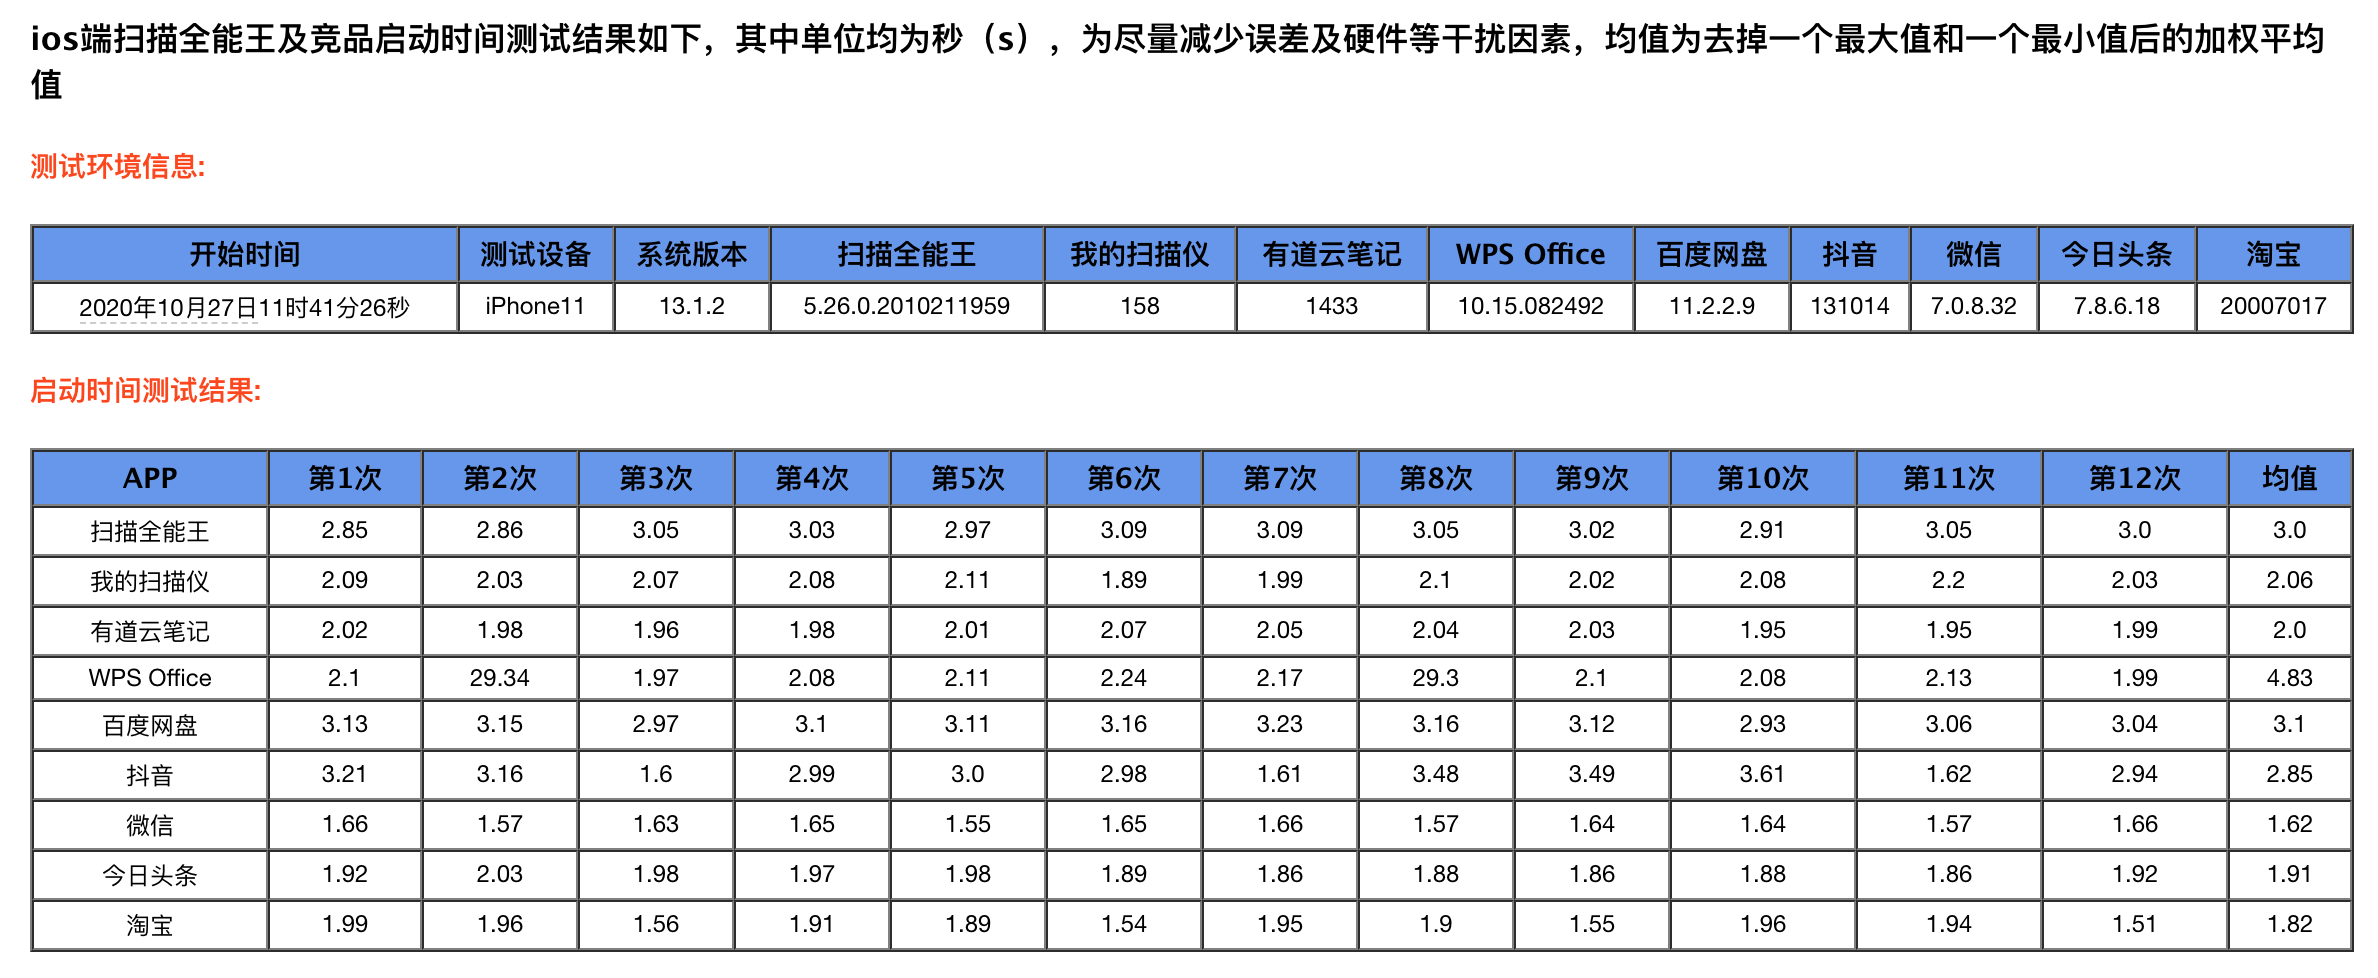 ios端扫描全能王及竞品启动时间测试结果如下，其中单位均为秒（s），为尽量减少误差及硬件等干扰因素，均值为去掉一个最大值和一个最小值后的加权平均
值
测试环境信息:
开始时间 测试设备 系统版本 扫描全能王 我的扫描仪 有道云笔记 WPS Office 百度网盘 抖音 微信 今日头条 淘宝
2020年10月27日11时41分26秒 iPhone11 13.1.2 5.26.0.2010211959 158 1433 10.15.082492 11.2.2.9 131014 7.0.8.32 7.8.6.18 20007017
启动时间测试结果:
APP 第1次 第2次 第3次 第4次 第5次 第6次 第7次 第8次 第9次 第10次 第11次 第12次 均值
扫描全能王 2.85 2.86 3.05 3.03 2.97 3.09 3.09 3.05 3.02 2.91 3.05 3.0 3.0
我的扫描仪 2.09 2.03 2.07 2.08 2.11 1.89 1.99 2.1 2.02 2.08 2.2 2.03 2.06
有道云笔记 2.02 1.98 1.96 1.98 2.01 2.07 2.05 2.04 2.03 1.95 1.95 1.99 2.0
WPS Office 2.1 29.34 1.97 2.08 2.11 2.24 2.17 29.3 2.1 2.08 2.13 1.99 4.83
百度网盘 3.13 3.15 2.97 3.1 3.11 3.16 3.23 3.16 3.12 2.93 3.06 3.04 3.1
抖音 3.21 3.16 1.6 2.99 3.0 2.98 1.61 3.48 3.49 3.61 1.62 2.94 2.85
微信 1.66 1.57 1.63 1.65 1.55 1.65 1.66 1.57 1.64 1.64 1.57 1.66 1.62
今日头条 1.92 2.03 1.98 1.97 1.98 1.89 1.86 1.88 1.86 1.88 1.86 1.92 1.91
淘宝 1.99 1.96 1.56 1.91 1.89 1.54 1.95 1.9 1.55 1.96 1.94 1.51 1.82